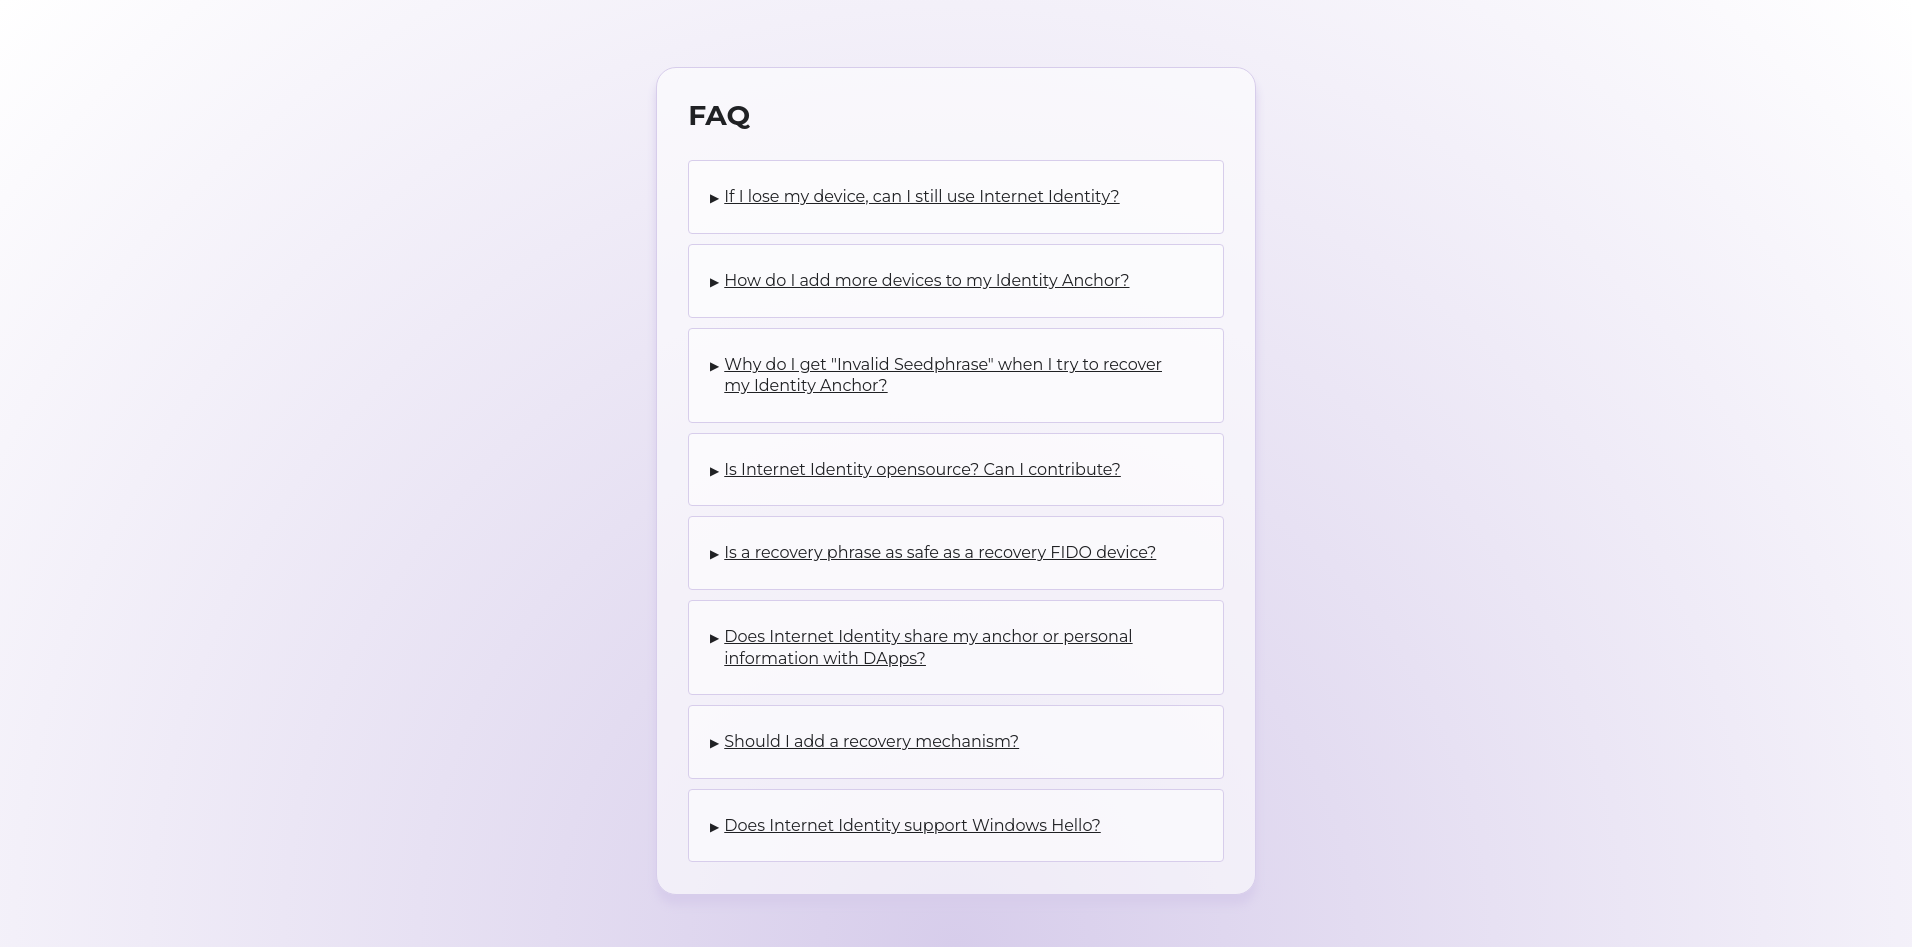 FAQ
If I lose my device, can I still use Internet Identity?
How do I add more devices to my Identity Anchor?
Why do I get "Invalid Seedphrase" when I try to recover
my Identity Anchor?
Is Internet Identity opensource? Can I contribute?
Is a recovery phrase as safe as a recovery FIDO device?
Does Internet Identity share my anchor or personal
information with DApps?
Should I add a recovery mechanism?
Does Internet Identity support Windows Hello?